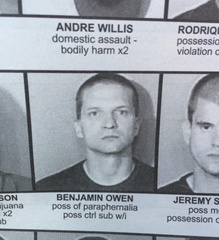 ANDRE WILLIS
domestic assault -
bodily harm x2
RODRIQ
possessio
violation o
SON
ijuana
x2
ub
BENJAMIN OWEN
poss of paraphernalia
poss ctrl sub w/i
JEREMY S
poss m
possession o